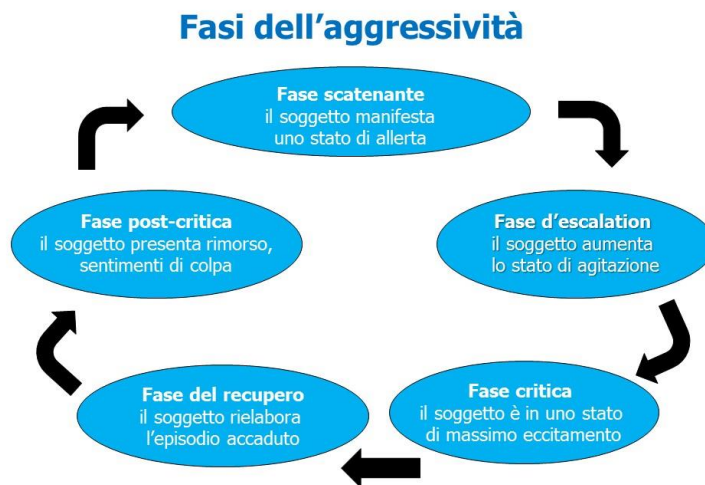 Fasi dell'aggressività
Fase scatenante
il soggetto manifesta
uno stato di allerta
Fase d'escalation
il soggetto aumenta
lo stato di agitazione
Fase critica
il soggetto è in uno stato
di massimo eccitamento
Fase del recupero
il soggetto rielabora
l'episodio accaduto
Fase post-critica
il soggetto presenta rimorso,
sentimenti di colpa